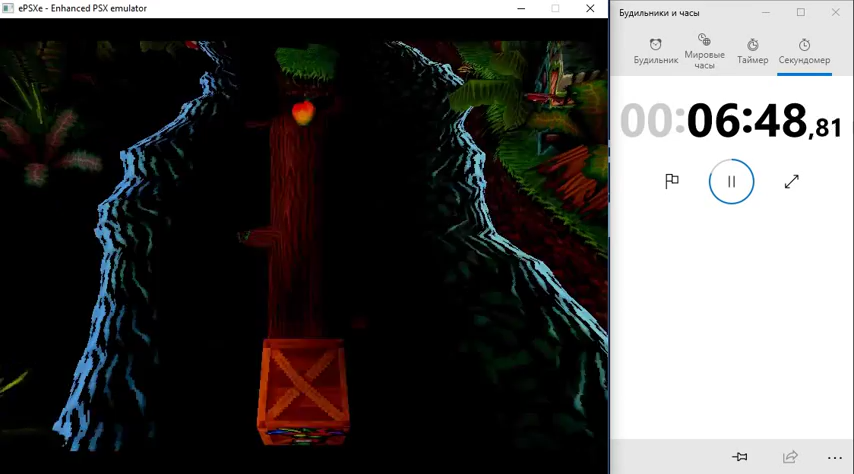 ePSXe - Enhanced PSX emulator
Будильники и часы
Будильник
Мировые
часы
Таймер
Секундомер
00:06:48,81